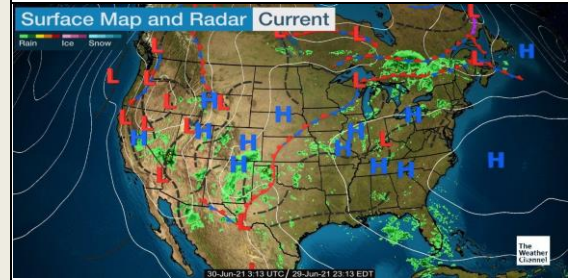 Surface Map and Radar Current
Rain Ice Snow
L
L
L
L
H
L
L
L
L
L
H
L
L
H
L
L
L
H
H
H
H
H
L
H
H
H
H
H
H
L
L
30-Jun-21 3:13 UTC / 29-Jun-21 23:13 EDT
The
Weather
Channel